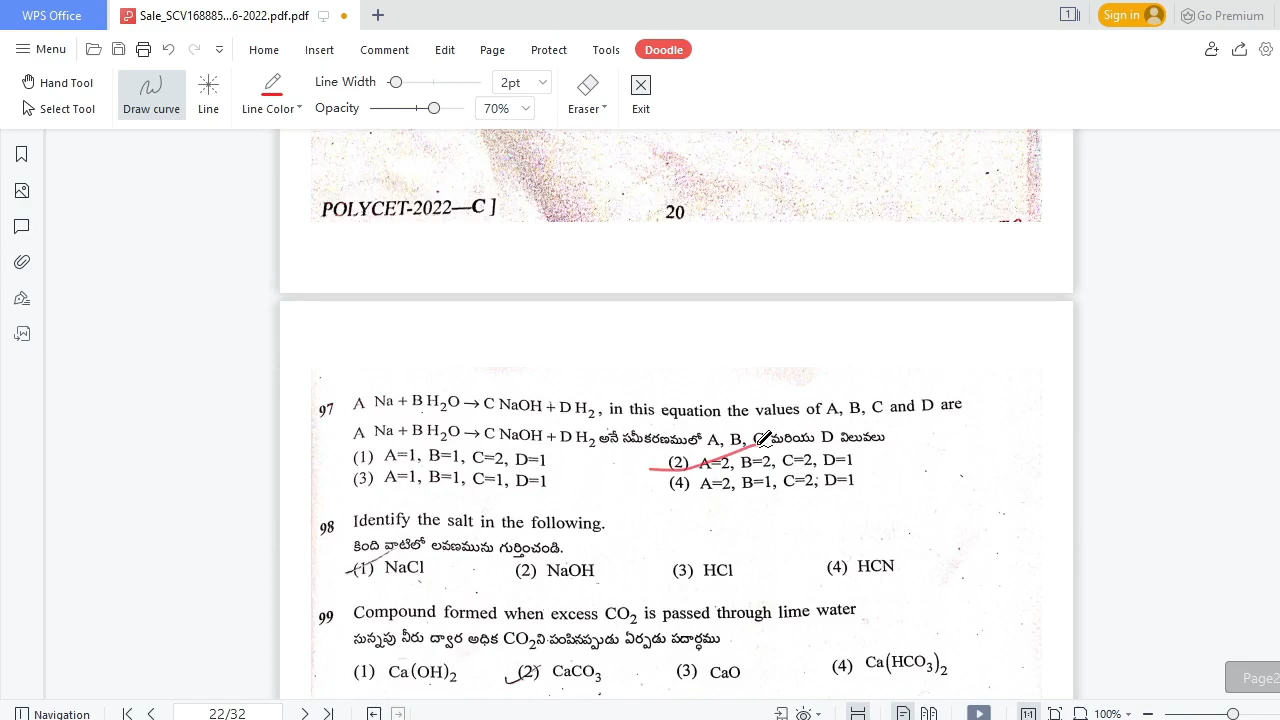 WPS Office
Sale_SCV168885...6-2022.pdf.pdf
1
Sign in
Go Premium
Menu
Home Insert Comment Edit Page Protect Tools Doodle
Hand Tool
Select Tool
Draw curve
Line
Line Color
Line Width 2pt
Opacity 70%
Eraser
Exit
POLYCET-2022—C ] 20
97 A Na + B H₂O → C NaOH + D H₂, in this equation the values of A, B, C and D are
A Na + B H₂O → C NaOH + D H₂ అనే సమీకరణములో A, B, C మరియు D విలువలు
(1) A=1, B=1, C=2, D=1 (2) A=2, B=2, C=2, D=1
(3) A=1, B=1, C=1, D=1 (4) A=2, B=1, C=2; D=1
98 Identify the salt in the following.
కింది వాటిలో లవణమును గుర్తించండి.
(1) NaCl (2) NaOH (3) HCl (4) HCN
99 Compound formed when excess CO₂ is passed through lime water
సున్నపు నీరు ద్వార అధిక CO₂ని పంపినప్పుడు ఏర్పడు పదార్థము
(1) Ca(OH)₂ (2) CaCO₃ (3) CaO (4) Ca(HCO₃)₂
Page2
Navigation 22/32 100%